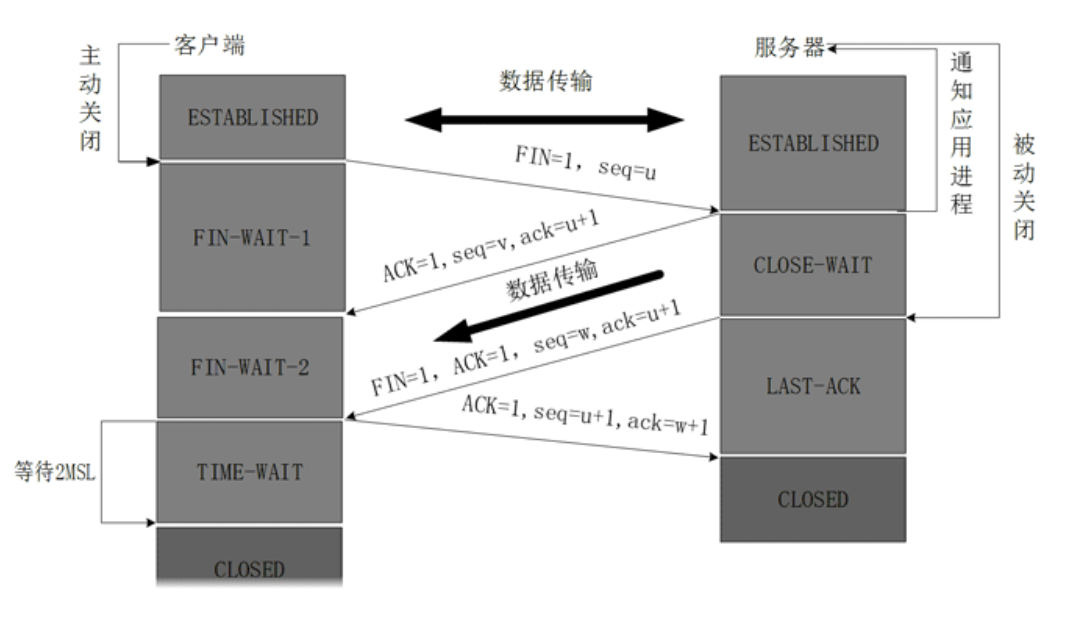 客户端
服务器
主动关闭
数据传输
通知应用进程
被动关闭
ESTABLISHED
ESTABLISHED
FIN=1, seq=u
FIN-WAIT-1
ACK=1,seq=v,ack=u+1
CLOSE-WAIT
数据传输
FIN=1, ACK=1, seq=w,ack=u+1
FIN-WAIT-2
LAST-ACK
ACK=1,seq=u+1,ack=w+1
等待2MSL
TIME-WAIT
CLOSED
CLOSED